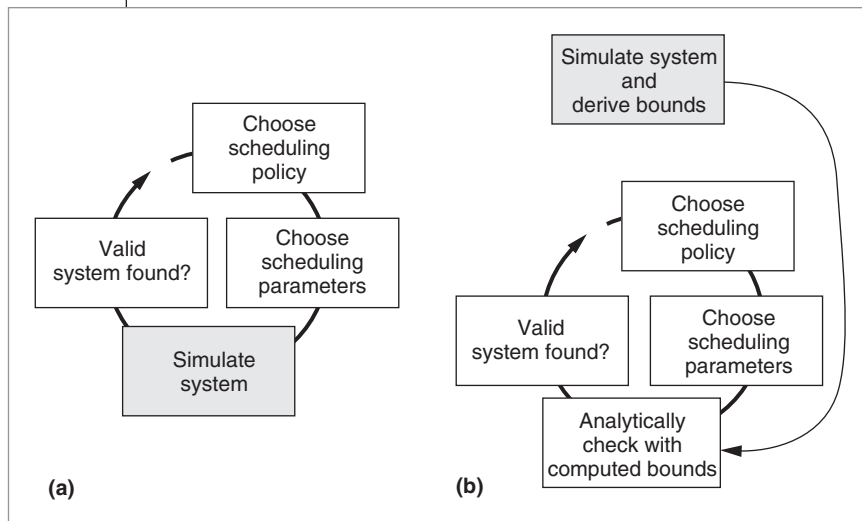 Choose
scheduling
policy
Choose
scheduling
parameters
Simulate
system
Valid
system found?
(a)
Simulate system
and
derive bounds
Choose
scheduling
policy
Choose
scheduling
parameters
Analytically
check with
computed bounds
Valid
system found?
(b)